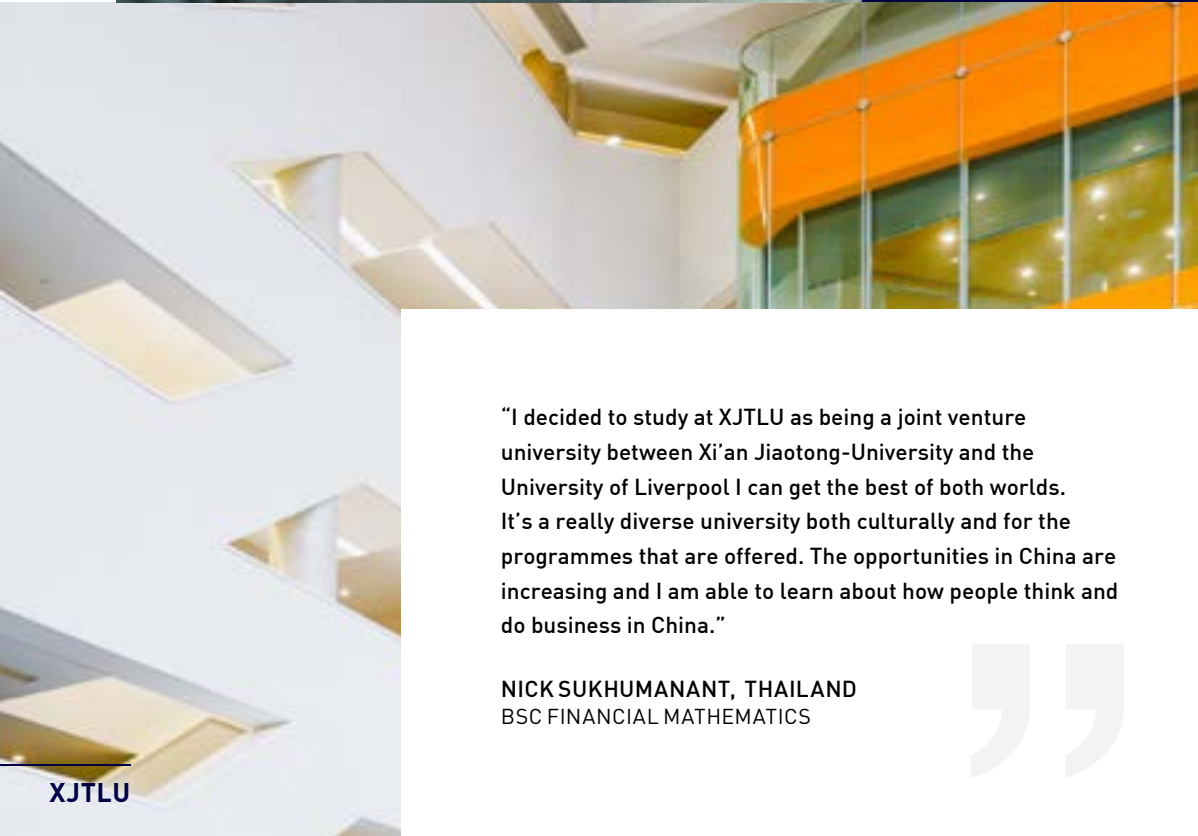 “I decided to study at XJTLU as being a joint venture
university between Xi’an Jiaotong-University and the
University of Liverpool I can get the best of both worlds.
It’s a really diverse university both culturally and for the
programmes that are offered. The opportunities in China are
increasing and I am able to learn about how people think and
do business in China.”
NICK SUKHUMANANT, THAILAND
BSC FINANCIAL MATHEMATICS
XJTLU